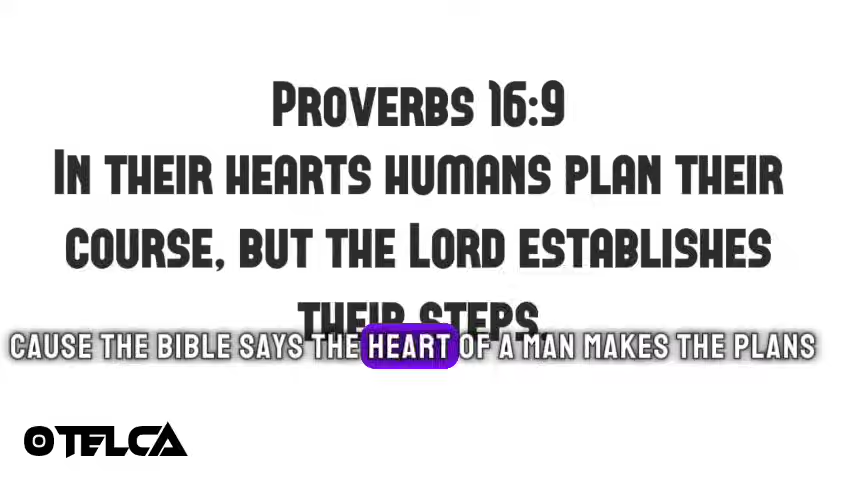 Proverbs 16:9
In their hearts humans plan their
course, but the Lord establishes
their steps.
CAUSE THE BIBLE SAYS THE HEART OF A MAN MAKES THE PLANS
OTELCA